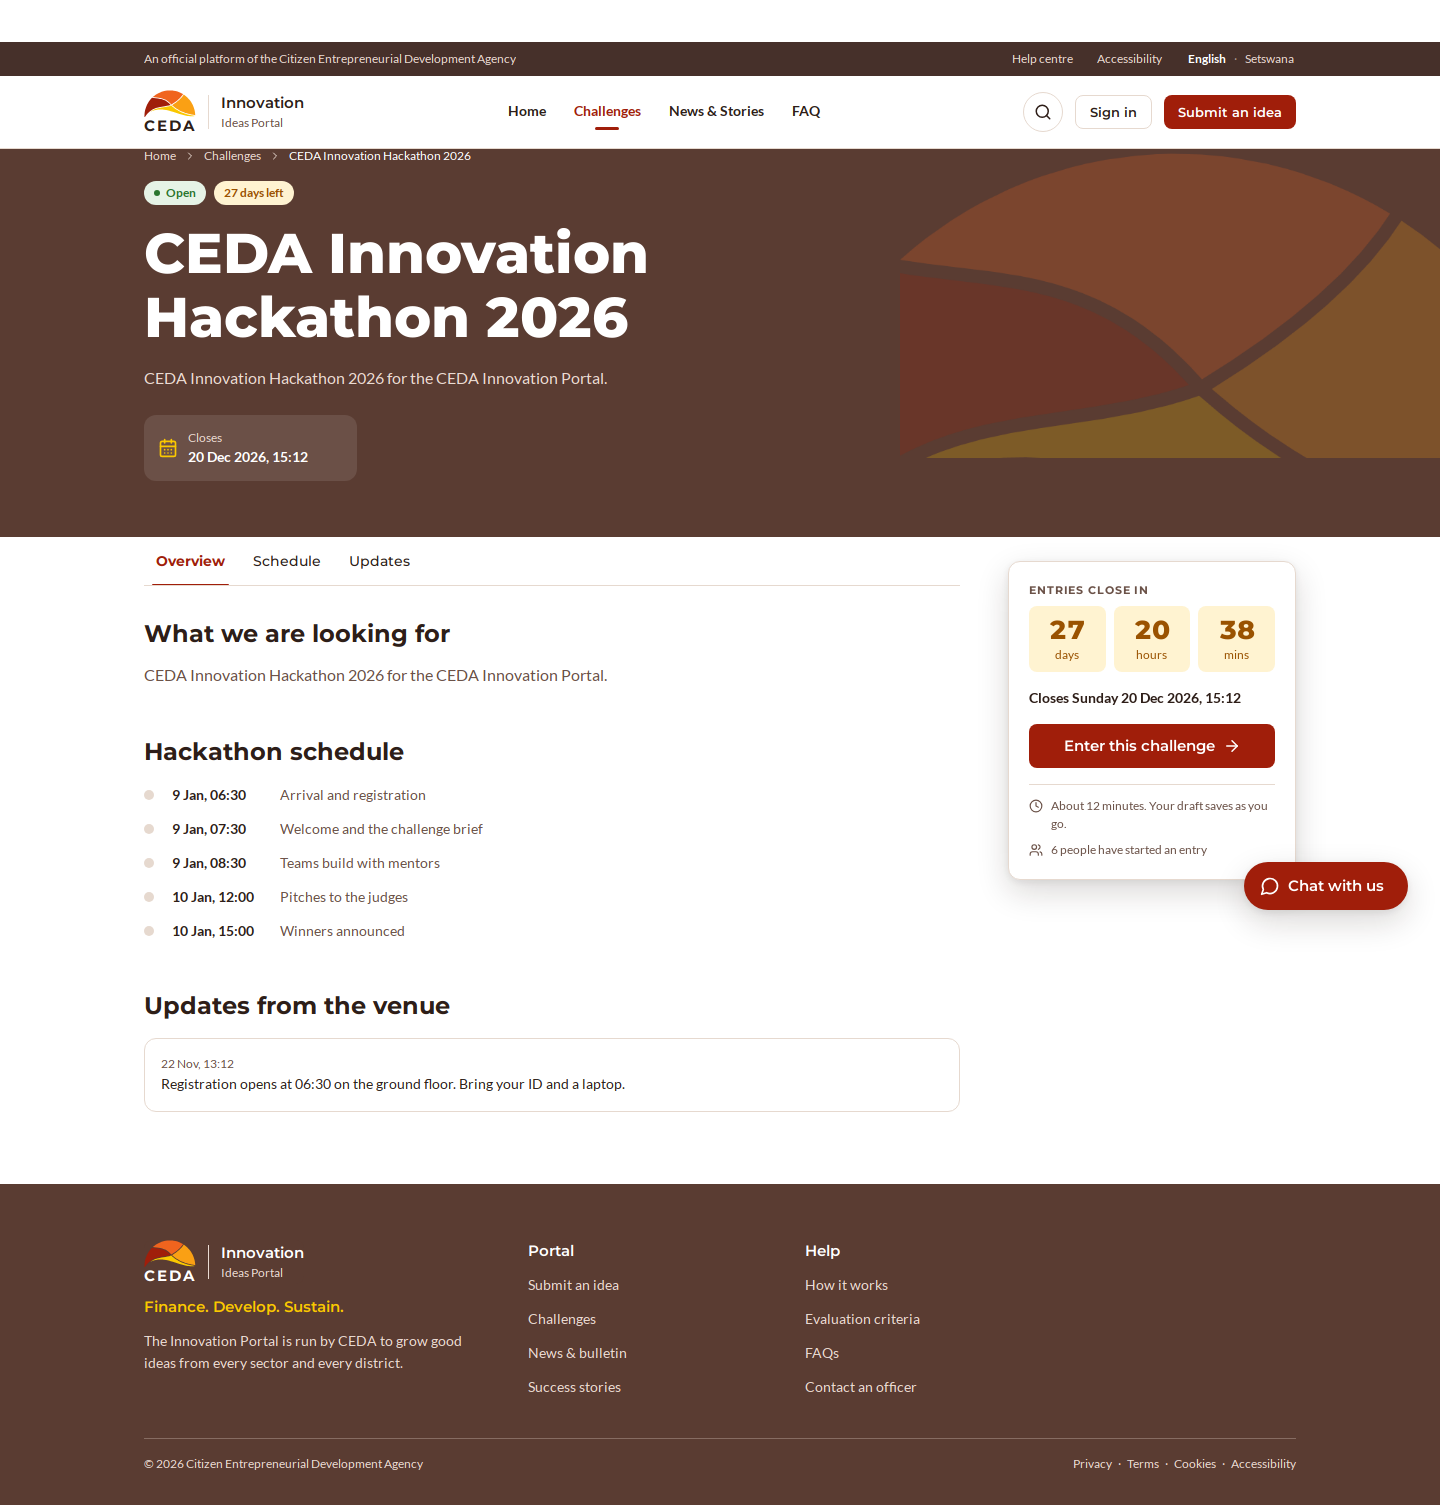 An official platform of the Citizen Entrepreneurial Development Agency
Help centre
Accessibility
English · Setswana
CEDA
Innovation
Ideas Portal
Home
Challenges
News & Stories
FAQ
Sign in
Submit an idea
Home > Challenges > CEDA Innovation Hackathon 2026
Open
27 days left
CEDA Innovation
Hackathon 2026
CEDA Innovation Hackathon 2026 for the CEDA Innovation Portal.
Closes
20 Dec 2026, 15:12
Overview
Schedule
Updates
What we are looking for
CEDA Innovation Hackathon 2026 for the CEDA Innovation Portal.
Hackathon schedule
9 Jan, 06:30 Arrival and registration
9 Jan, 07:30 Welcome and the challenge brief
9 Jan, 08:30 Teams build with mentors
10 Jan, 12:00 Pitches to the judges
10 Jan, 15:00 Winners announced
Updates from the venue
22 Nov, 13:12
Registration opens at 06:30 on the ground floor. Bring your ID and a laptop.
ENTRIES CLOSE IN
27 20 38
days hours mins
Closes Sunday 20 Dec 2026, 15:12
Enter this challenge
About 12 minutes. Your draft saves as you
go.
6 people have started an entry
Chat with us
CEDA
Innovation
Ideas Portal
Finance. Develop. Sustain.
The Innovation Portal is run by CEDA to grow good
ideas from every sector and every district.
Portal
Submit an idea
Challenges
News & bulletin
Success stories
Help
How it works
Evaluation criteria
FAQs
Contact an officer
© 2026 Citizen Entrepreneurial Development Agency
Privacy · Terms · Cookies · Accessibility